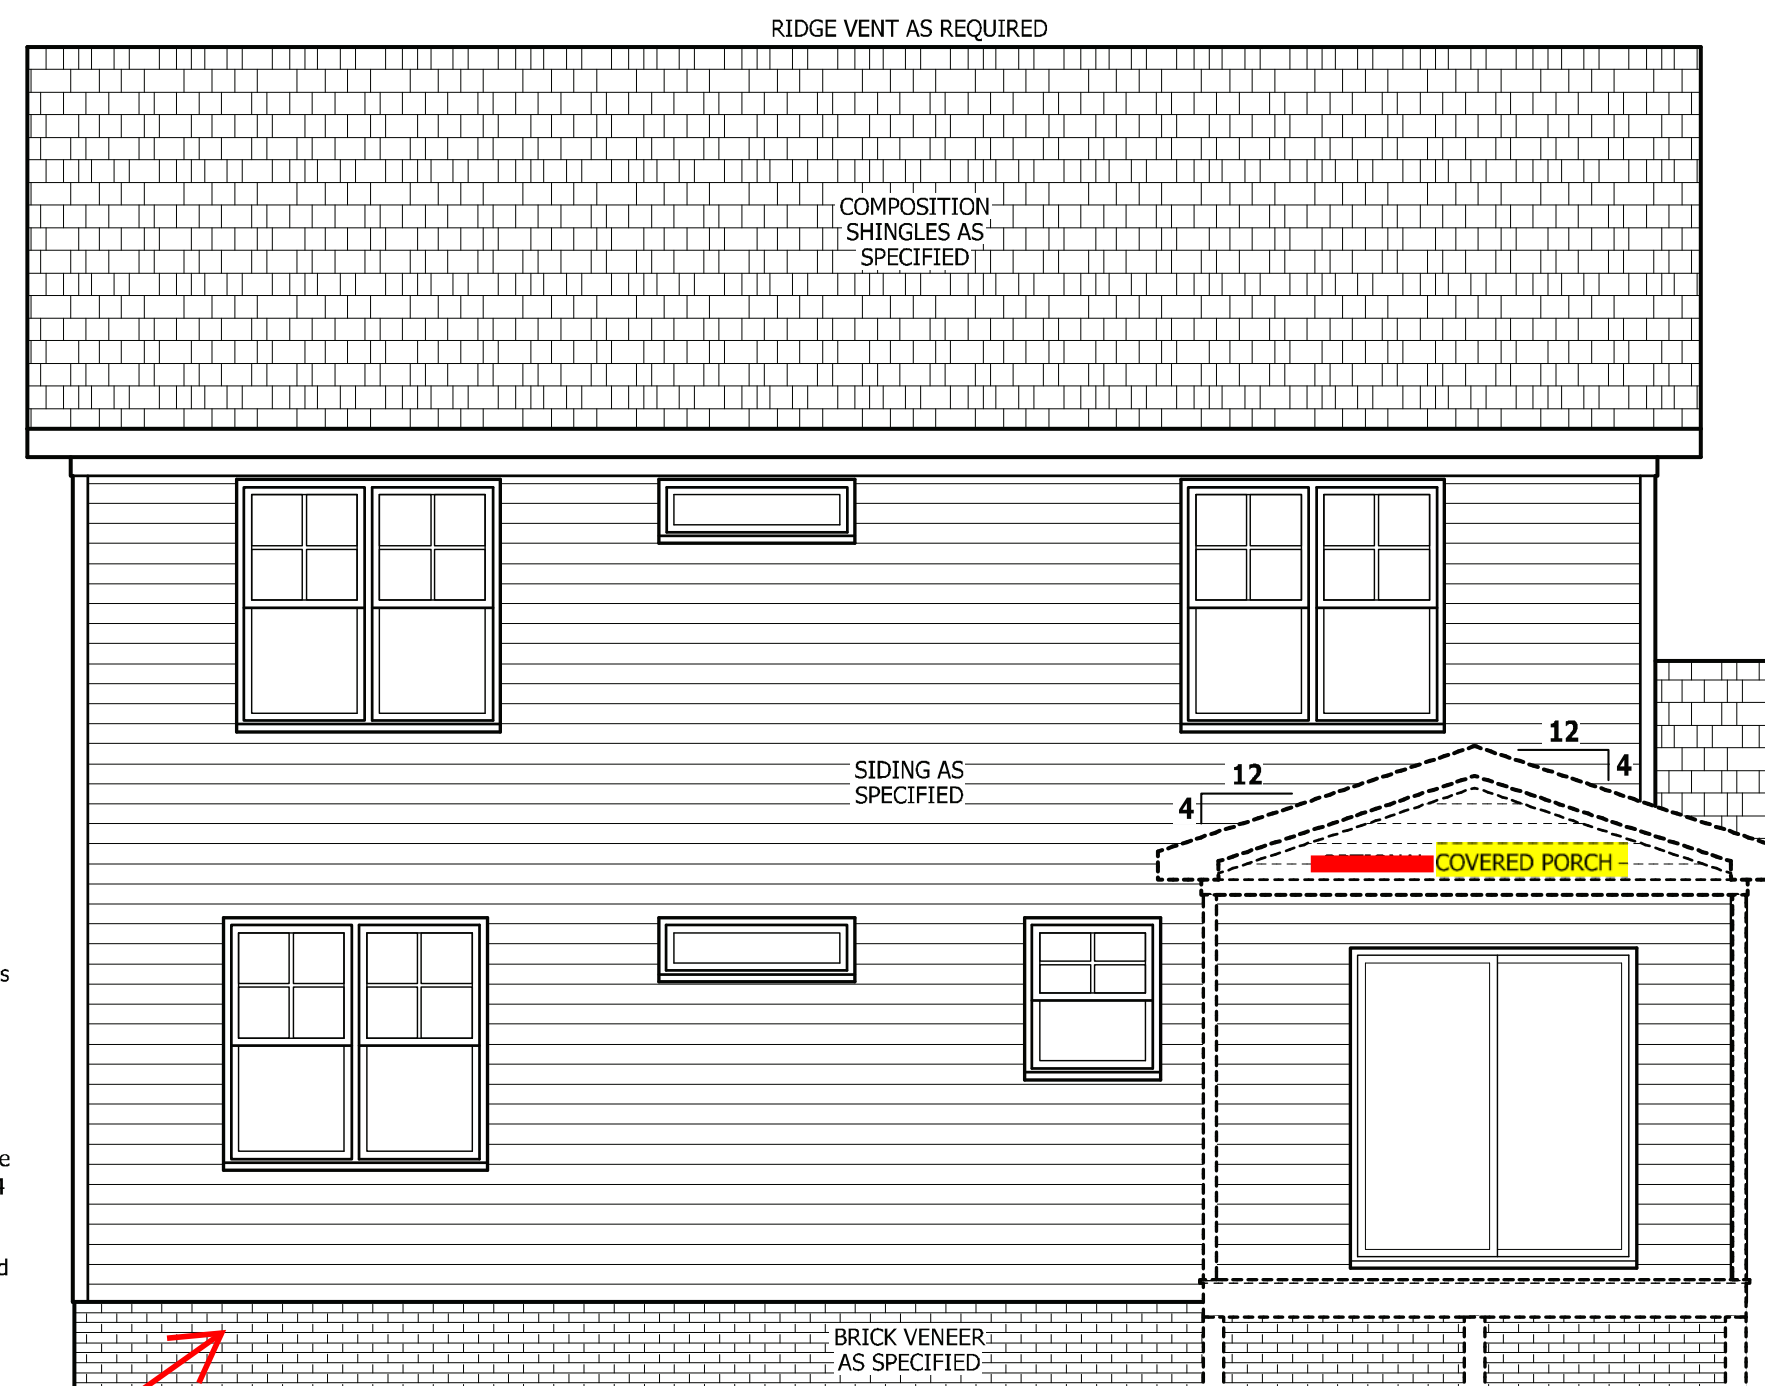 RIDGE VENT AS REQUIRED
COMPOSITION
SHINGLES AS
SPECIFIED
12
4
12
4
SIDING AS
SPECIFIED
COVERED PORCH
s
e
4
d
BRICK VENEER
AS SPECIFIED